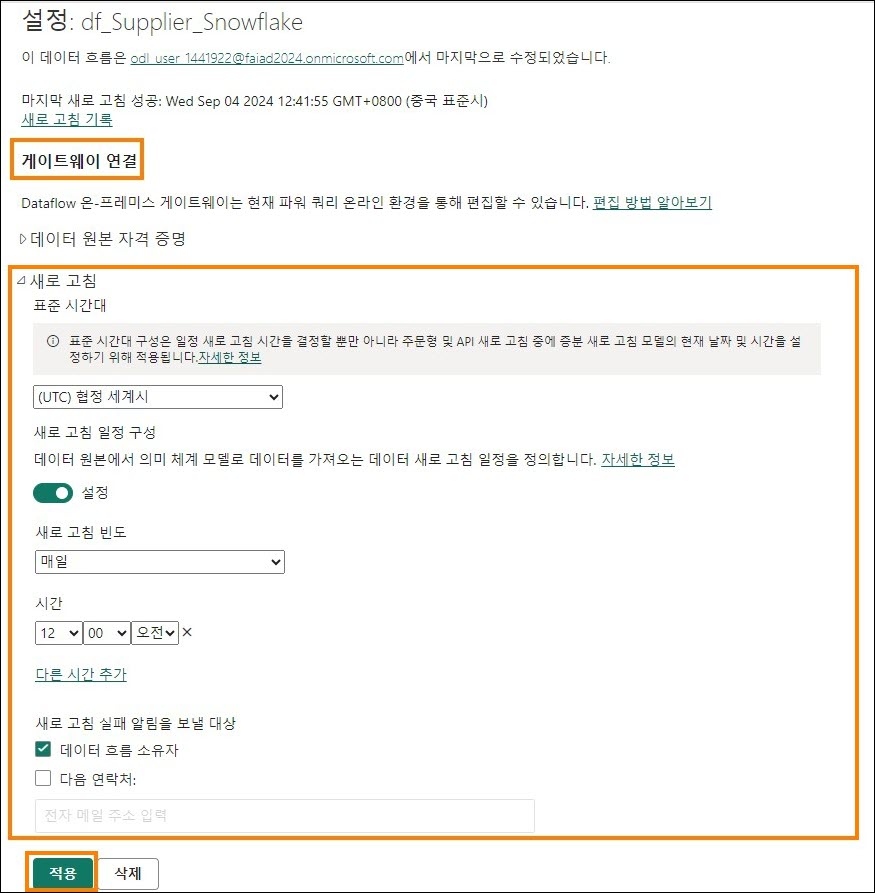 설정: df_Supplier_Snowflake
이 데이터 흐름은 odl_user_1441922@faiad2024.onmicrosoft.com에서 마지막으로 수정되었습니다.
마지막 새로 고침 성공: Wed Sep 04 2024 12:41:55 GMT+0800 (중국 표준시)
새로 고침 기록
게이트웨이 연결
Dataflow 온-프레미스 게이트웨이는 현재 파워 쿼리 온라인 환경을 통해 편집할 수 있습니다. 편집 방법 알아보기
데이터 원본 자격 증명
새로 고침
표준 시간대
표준 시간대 구성은 일정 새로 고침 시간을 결정할 뿐만 아니라 주문형 및 API 새로 고침 중에 증분 새로 고침 모델의 현재 날짜 및 시간을 설
정하기 위해 적용됩니다.자세한 정보
(UTC) 협정 세계시
새로 고침 일정 구성
데이터 원본에서 의미 체계 모델로 데이터를 가져오는 데이터 새로 고침 일정을 정의합니다. 자세한 정보
설정
새로 고침 빈도
매일
시간
12 00 오전 ×
다른 시간 추가
새로 고침 실패 알림을 보낼 대상
데이터 흐름 소유자
다음 연락처:
전자 메일 주소 입력
적용 삭제